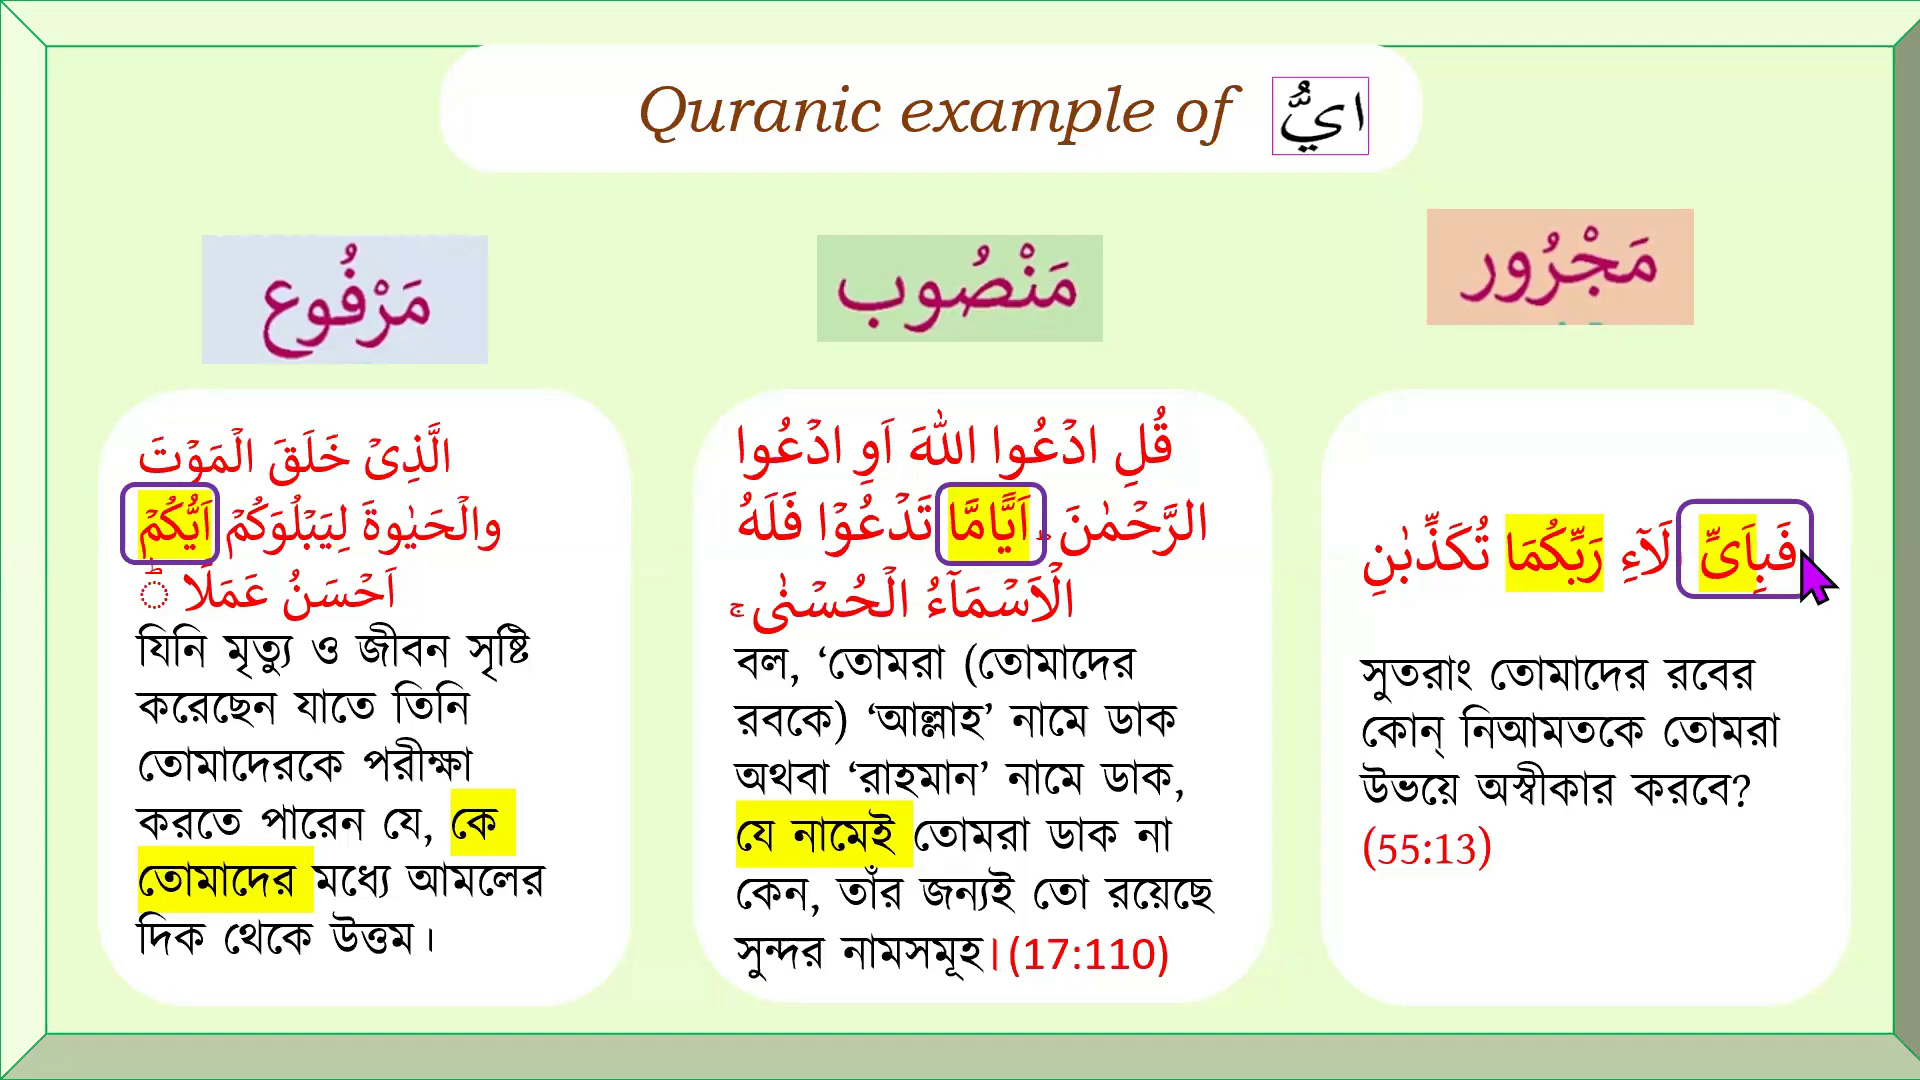 Quranic example of ايُّ
مَرْفُوع
مَنْصُوب
مَجْرُور
الَّذِىْ خَلَقَ الْمَوْتَ
والْحَيٰوةَ لِيَبْلُوَكُمْ اَيُّكُمْ
اَحْسَنُ عَمَلًا ؕ
যিনি মৃত্যু ও জীবন সৃষ্টি
করেছেন যাতে তিনি
তোমাদেরকে পরীক্ষা
করতে পারেন যে, কে
তোমাদের মধ্যে আমলের
দিক থেকে উত্তম।
قُلِ ادْعُوا اللّٰهَ اَوِ ادْعُوا
الرَّحْمٰنَ ؕ اَيًّامَّا تَدْعُوْا فَلَهُ
الْاَسْمَآءُ الْحُسْنٰى ۚ
বল, ‘তোমরা (তোমাদের
রবকে) ‘আল্লাহ’ নামে ডাক
অথবা ‘রাহমান’ নামে ডাক,
যে নামেই তোমরা ডাক না
কেন, তাঁর জন্যই তো রয়েছে
সুন্দর নামসমূহ।(17:110)
فَبِاَىِّ لَآءِ رَبِّكُمَا تُكَذِّبٰنِ
সুতরাং তোমাদের রবের
কোন্ নিআমতকে তোমরা
উভয়ে অস্বীকার করবে?
(55:13)